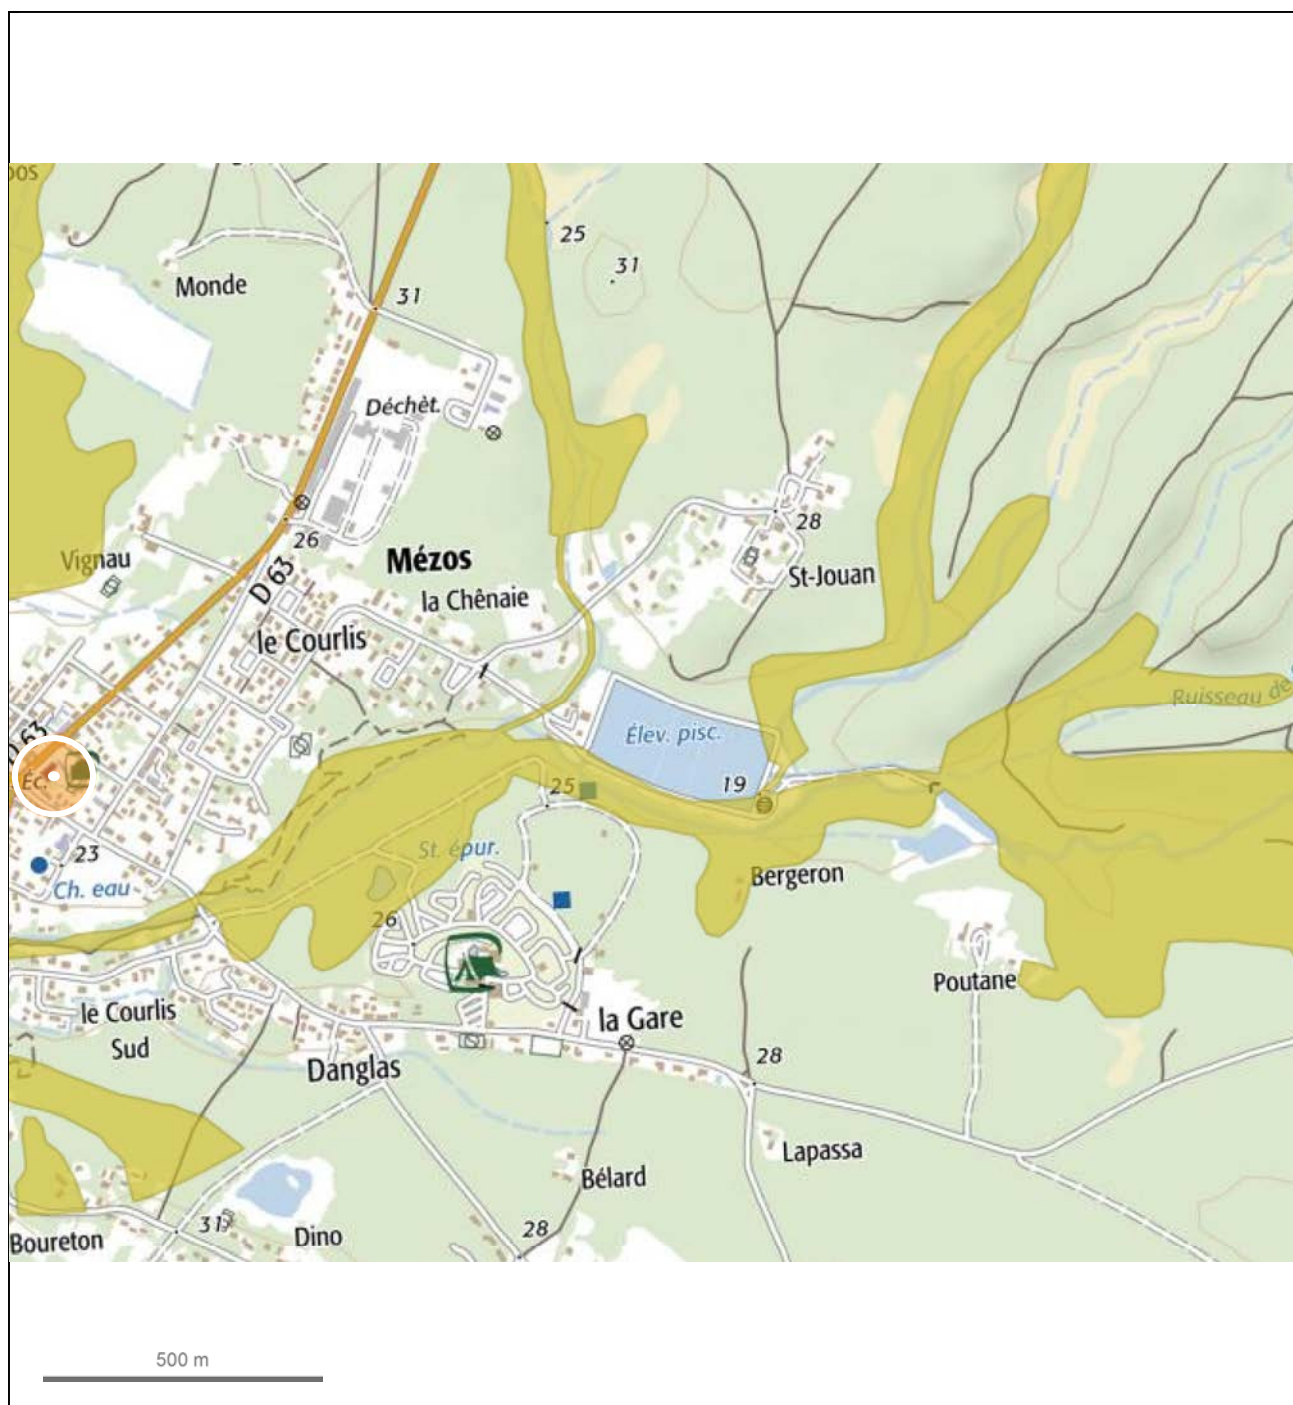 25
31
Monde
31
Déchèt.
28
26
Vignau
Mézos
St-Jouan
D 63
la Chênaie
le Courlis
Ruisseau de
D 63
Élev. pisc.
Éc.
25
19
23
St. épur.
Ch. eau
Bergeron
26
Poutane
le Courlis
Sud
la Gare
28
Danglas
Lapassa
Bélard
31
28
Boureton
Dino
500 m